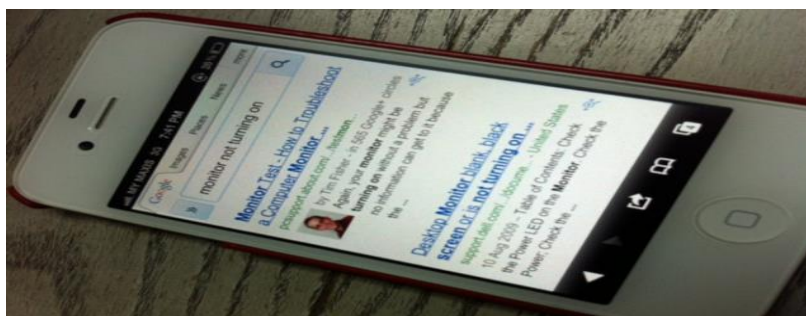 MY MAXIS 3G 7:41 PM
Google Images Places News more
monitor not turning on
Monitor Test - How to Troubleshoot
a Computer Monitor...
pcsupport.about.com/...testmon...
by Tim Fisher - in 565 Google+ circles
Again, your monitor might be
turning on without a problem but
no information can get to it because
the ...
Desktop Monitor blank, black
screen or is not turning on ...
support.dell.com/...docume... - United States
10 Aug 2009 - Table of Contents: Check
the Power LED on the Monitor. Check the
Power; Check the ...